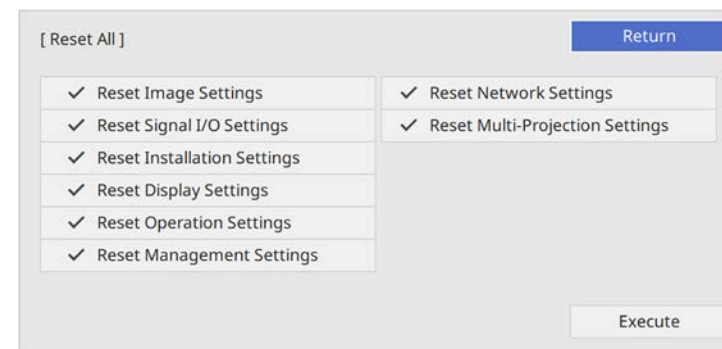 [ Reset All ]
Return
Reset Image Settings
Reset Signal I/O Settings
Reset Installation Settings
Reset Display Settings
Reset Operation Settings
Reset Management Settings
Reset Network Settings
Reset Multi-Projection Settings
Execute